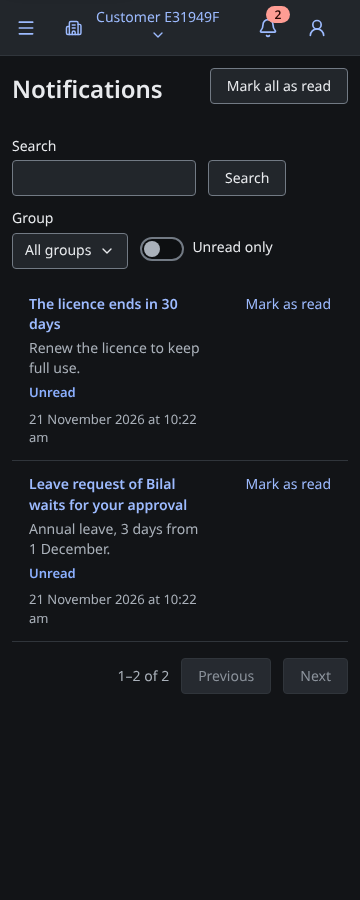 Customer E31949F
2
Notifications
Mark all as read
Search
Search
Group
All groups
Unread only
The licence ends in 30
days
Mark as read
Renew the licence to keep
full use.
Unread
21 November 2026 at 10:22
am
Leave request of Bilal
waits for your approval
Mark as read
Annual leave, 3 days from
1 December.
Unread
21 November 2026 at 10:22
am
1–2 of 2
Previous
Next